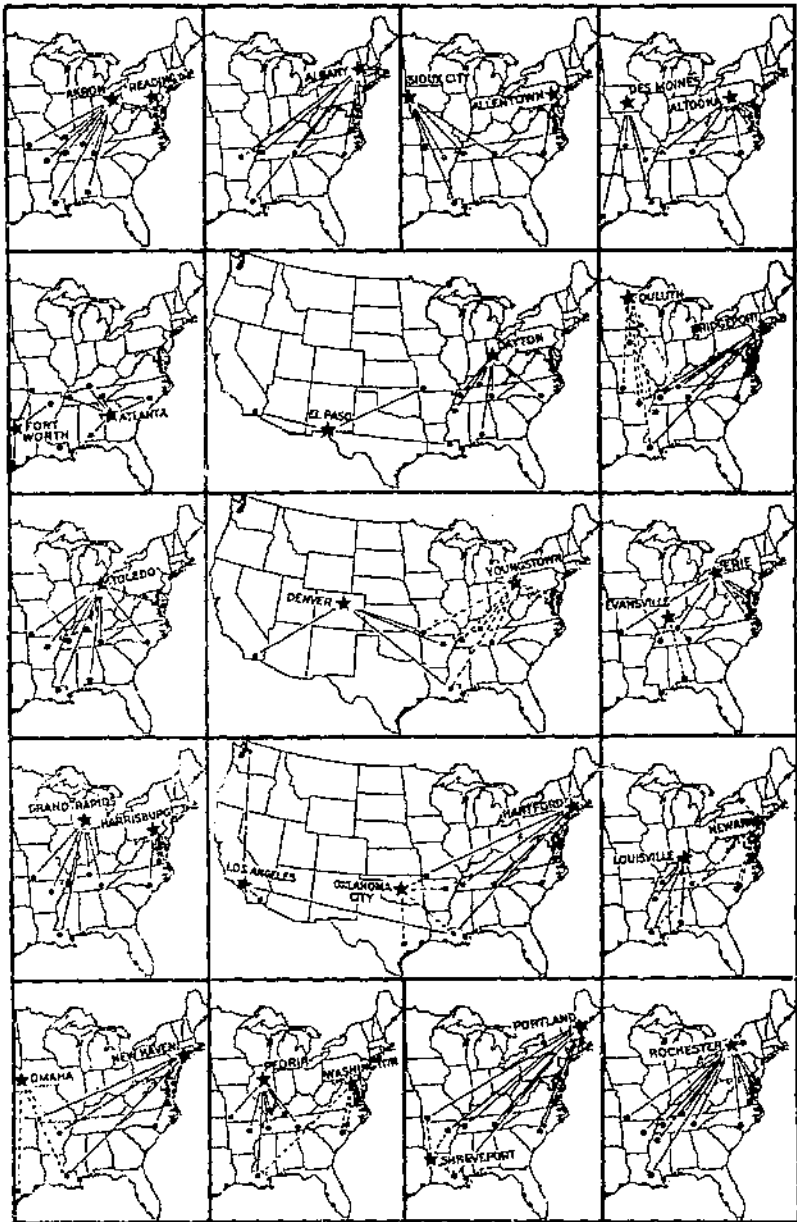 AKRON
READING
ALBANY
SIOUX CITY
ALLENTOWN
DES MOINES
ALTOONA
FORT
WORTH
ATLANTA
EL PASO
DAYTON
DULUTH
BRIDGEPORT
TOLEDO
DENVER
YOUNGSTOWN
ERIE
EVANSVILLE
GRAND RAPIDS
HARRISBURG
LOS ANGELES
OKLAHOMA
CITY
HARTFORD
NEWARK
LOUISVILLE
NEW HAVEN
OMAHA
PEORIA
WASHINGTON
PORTLAND
SHREVEPORT
ROCHESTER